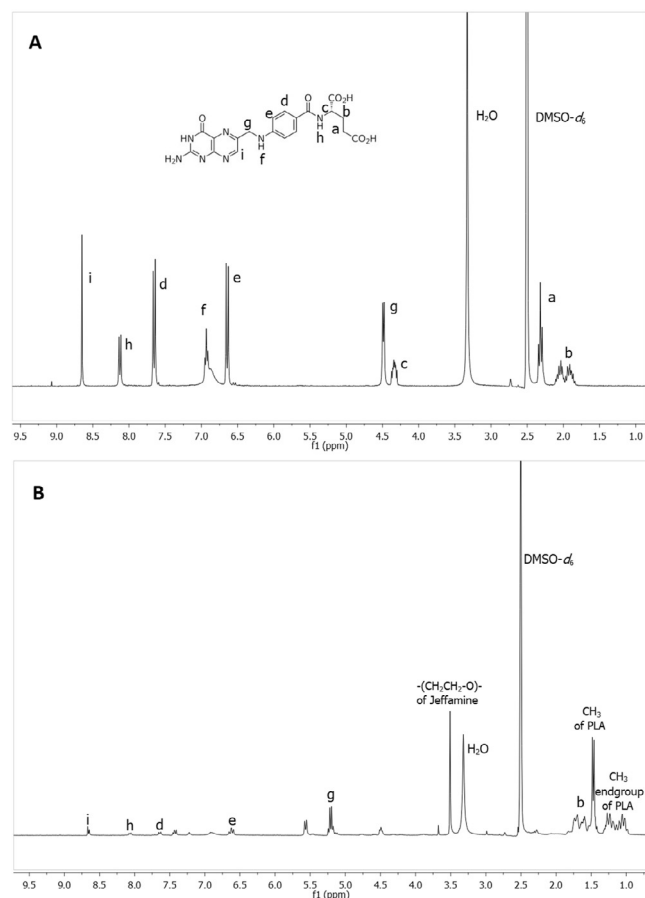 A
O
N
HN
H₂N
N
N
i
g
N
H
f
e
d
O
N
H
h
c
CO₂H
b
a
CO₂H
H₂O
DMSO-d₆
i
h
d
f
e
g
c
a
b
9.5 9.0 8.5 8.0 7.5 7.0 6.5 6.0 5.5 5.0 4.5 4.0 3.5 3.0 2.5 2.0 1.5 1.0
f1 (ppm)
B
DMSO-d₆
-(CH₂CH₂-O)-
of Jeffamine
H₂O
CH₃
of PLA
CH₃
endgroup
of PLA
i
h
d
e
g
b
9.5 9.0 8.5 8.0 7.5 7.0 6.5 6.0 5.5 5.0 4.5 4.0 3.5 3.0 2.5 2.0 1.5 1.0
f1 (ppm)